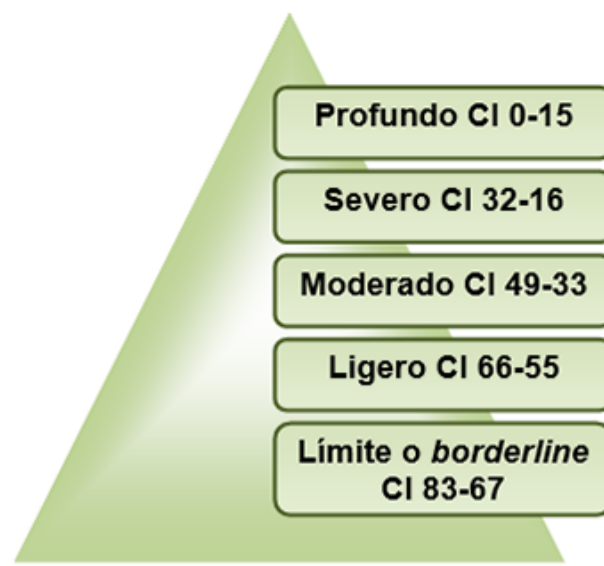 Profundo CI 0-15
Severo CI 32-16
Moderado CI 49-33
Ligero CI 66-55
Límite o borderline
CI 83-67